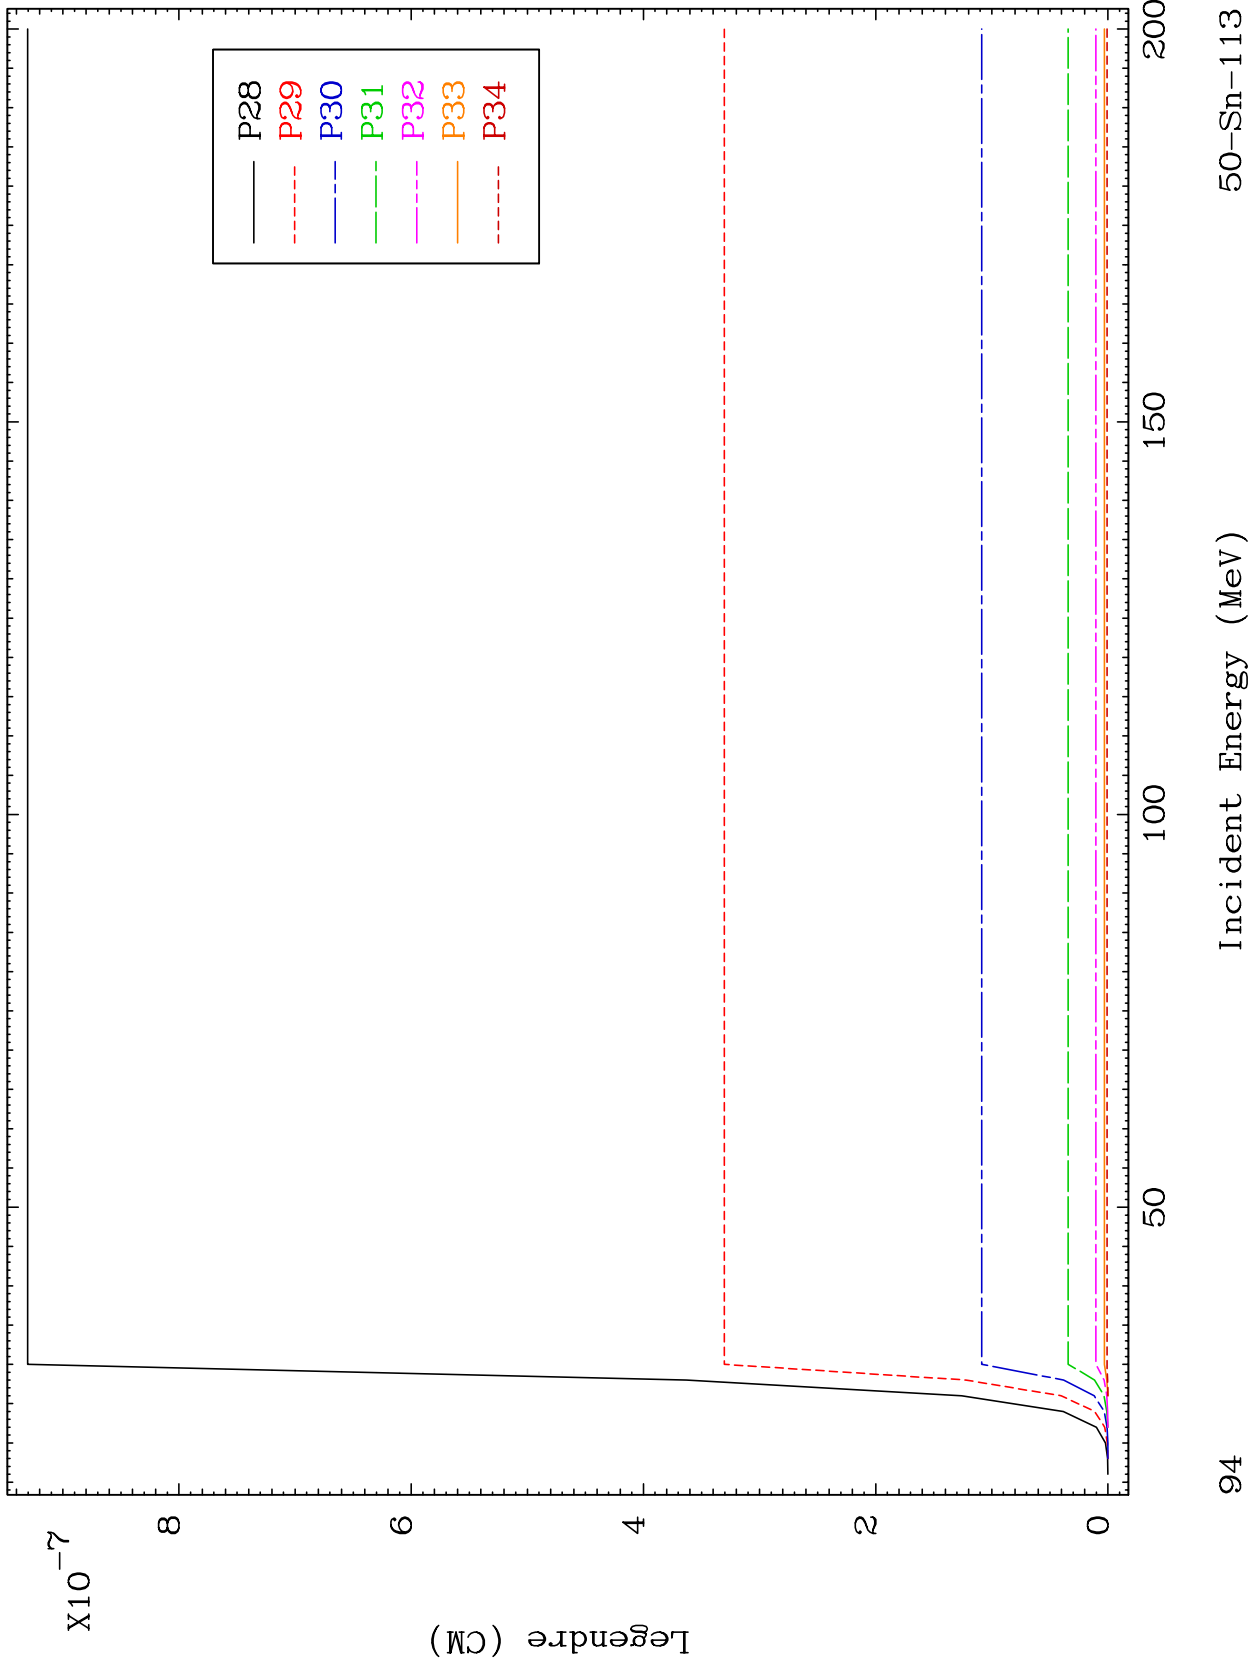 X10-7
8
6
4
2
0
Legendre (CM)
P28
P29
P30
P31
P32
P33
P34
50
100
150
200
Incident Energy (MeV)
94
50-Sn-113